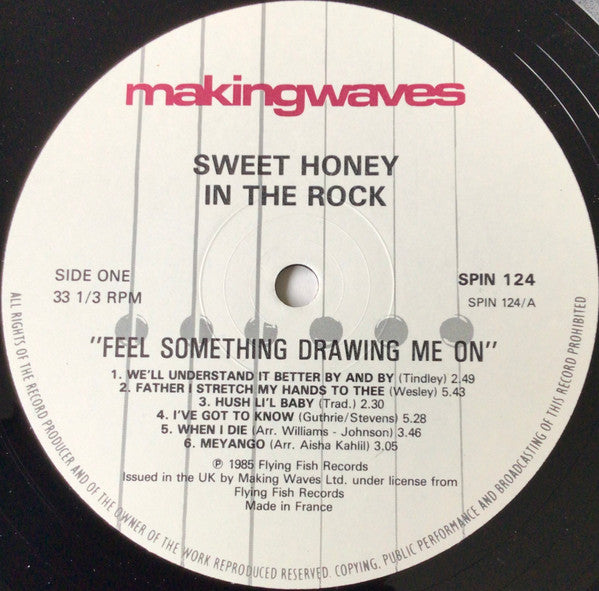 makingwaves
SWEET HONEY
IN THE ROCK
SIDE ONE
33 1/3 RPM
SPIN 124
SPIN 124/A
"FEEL SOMETHING DRAWING ME ON"
1. WE'LL UNDERSTAND IT BETTER BY AND BY (Tindley) 2.49
2. FATHER I STRETCH MY HANDS TO THEE (Wesley) 5.43
3. HUSH LI'L BABY (Trad.) 2.30
4. I'VE GOT TO KNOW (Guthrie/Stevens) 5.28
5. WHEN I DIE (Arr. Williams - Johnson) 3.46
6. MEYANGO (Arr. Aisha Kahlil) 3.05
℗ 1985 Flying Fish Records
Issued in the UK by Making Waves Ltd. under license from
Flying Fish Records
Made in France
ALL RIGHTS OF THE RECORD PRODUCER AND OF THE OWNER OF THE WORK REPRODUCED RESERVED. COPYING, PUBLIC PERFORMANCE AND BROADCASTING OF THIS RECORD PROHIBITED